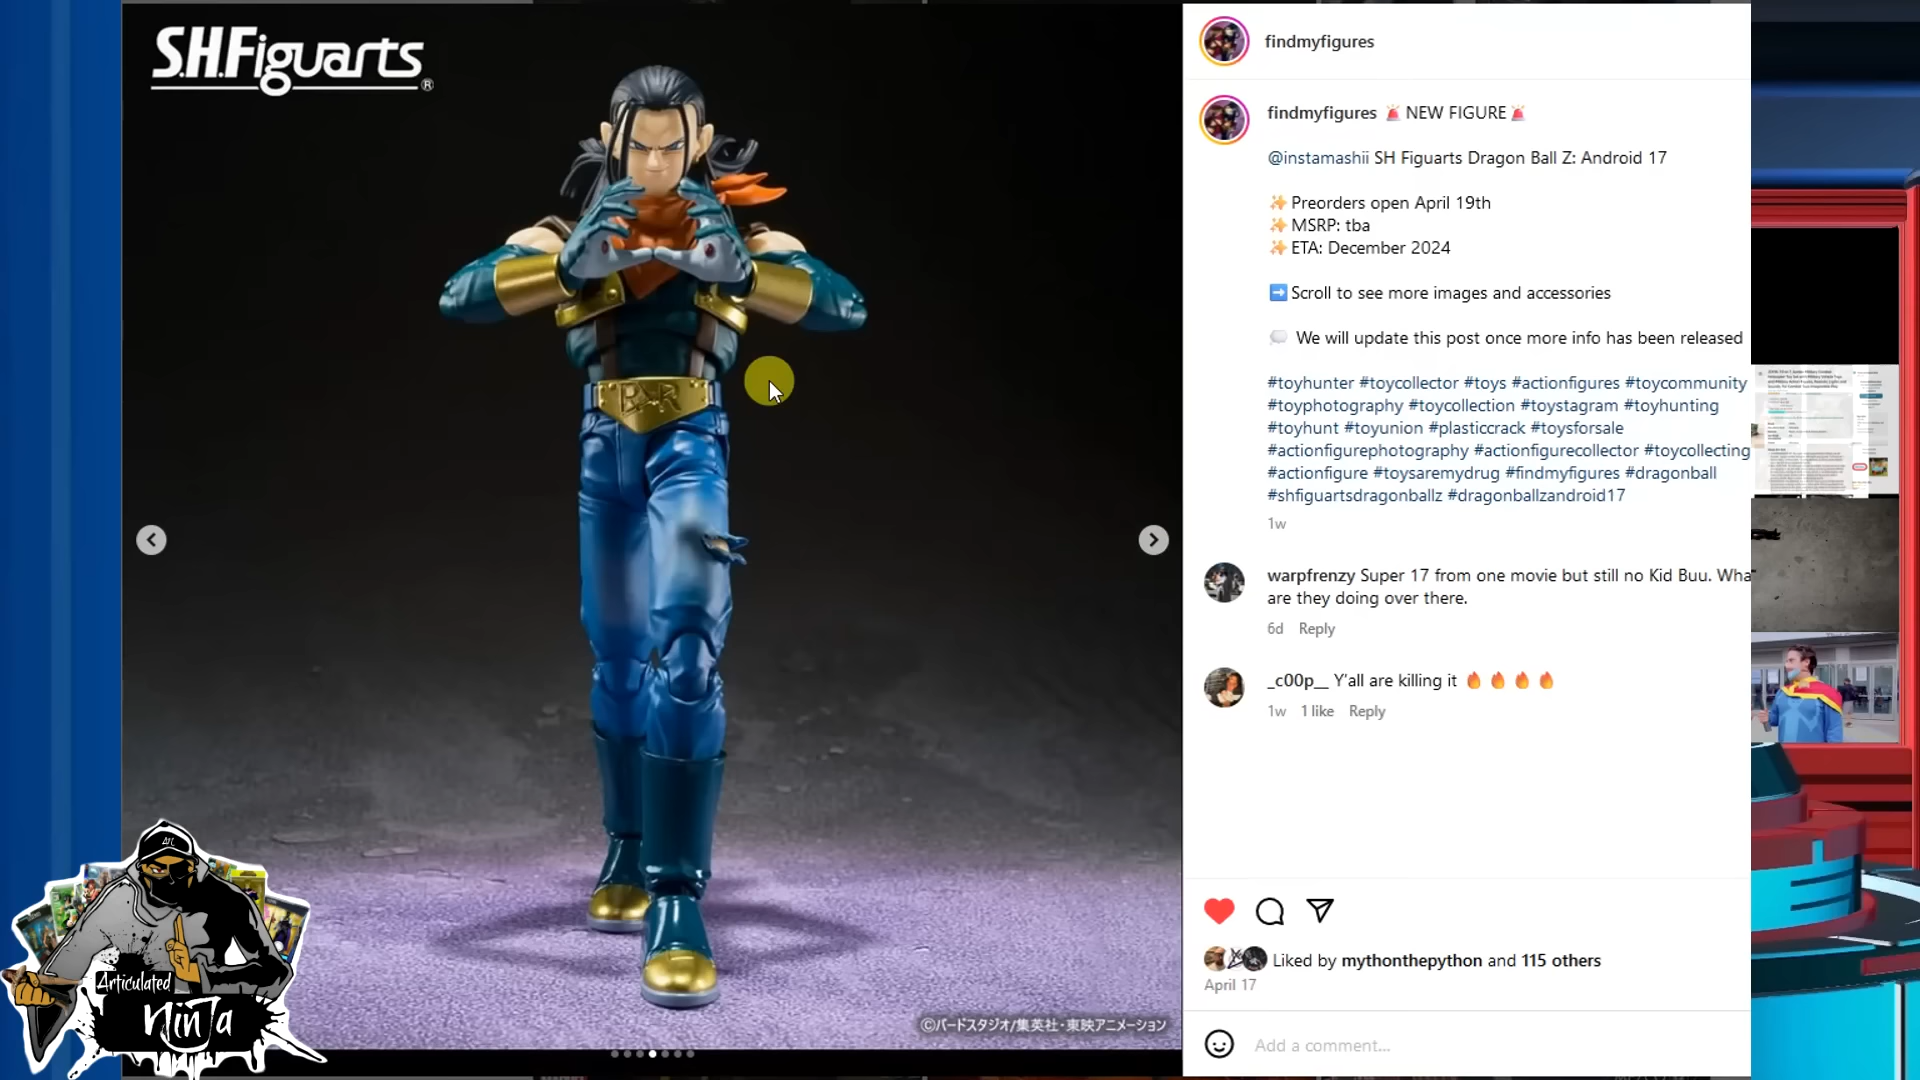 S.H.Figuarts®
findmyfigures
findmyfigures 🚨NEW FIGURE🚨
@instamashii SH Figuarts Dragon Ball Z: Android 17
✨ Preorders open April 19th
✨ MSRP: tba
✨ ETA: December 2024
➡️ Scroll to see more images and accessories
💭 We will update this post once more info has been released
#toyhunter #toycollector #toys #actionfigures #toycommunity
#toyphotography #toycollection #toystagram #toyhunting
#toyhunt #toyunion #plasticcrack #toysforsale
#actionfigurephotography #actionfigurecollector #toycollecting
#actionfigure #toysaremydrug #findmyfigures #dragonball
#shfiguartsdragonballz #dragonballzandroid17
1w
warpfrenzy Super 17 from one movie but still no Kid Buu. Wha
are they doing over there.
6d Reply
_c00p__ Y'all are killing it 🔥 🔥 🔥 🔥
1w 1 like Reply
Liked by mythonthepython and 115 others
April 17
Add a comment...
RR
©バードスタジオ/集英社・東映アニメーション
Articulated
NinJa